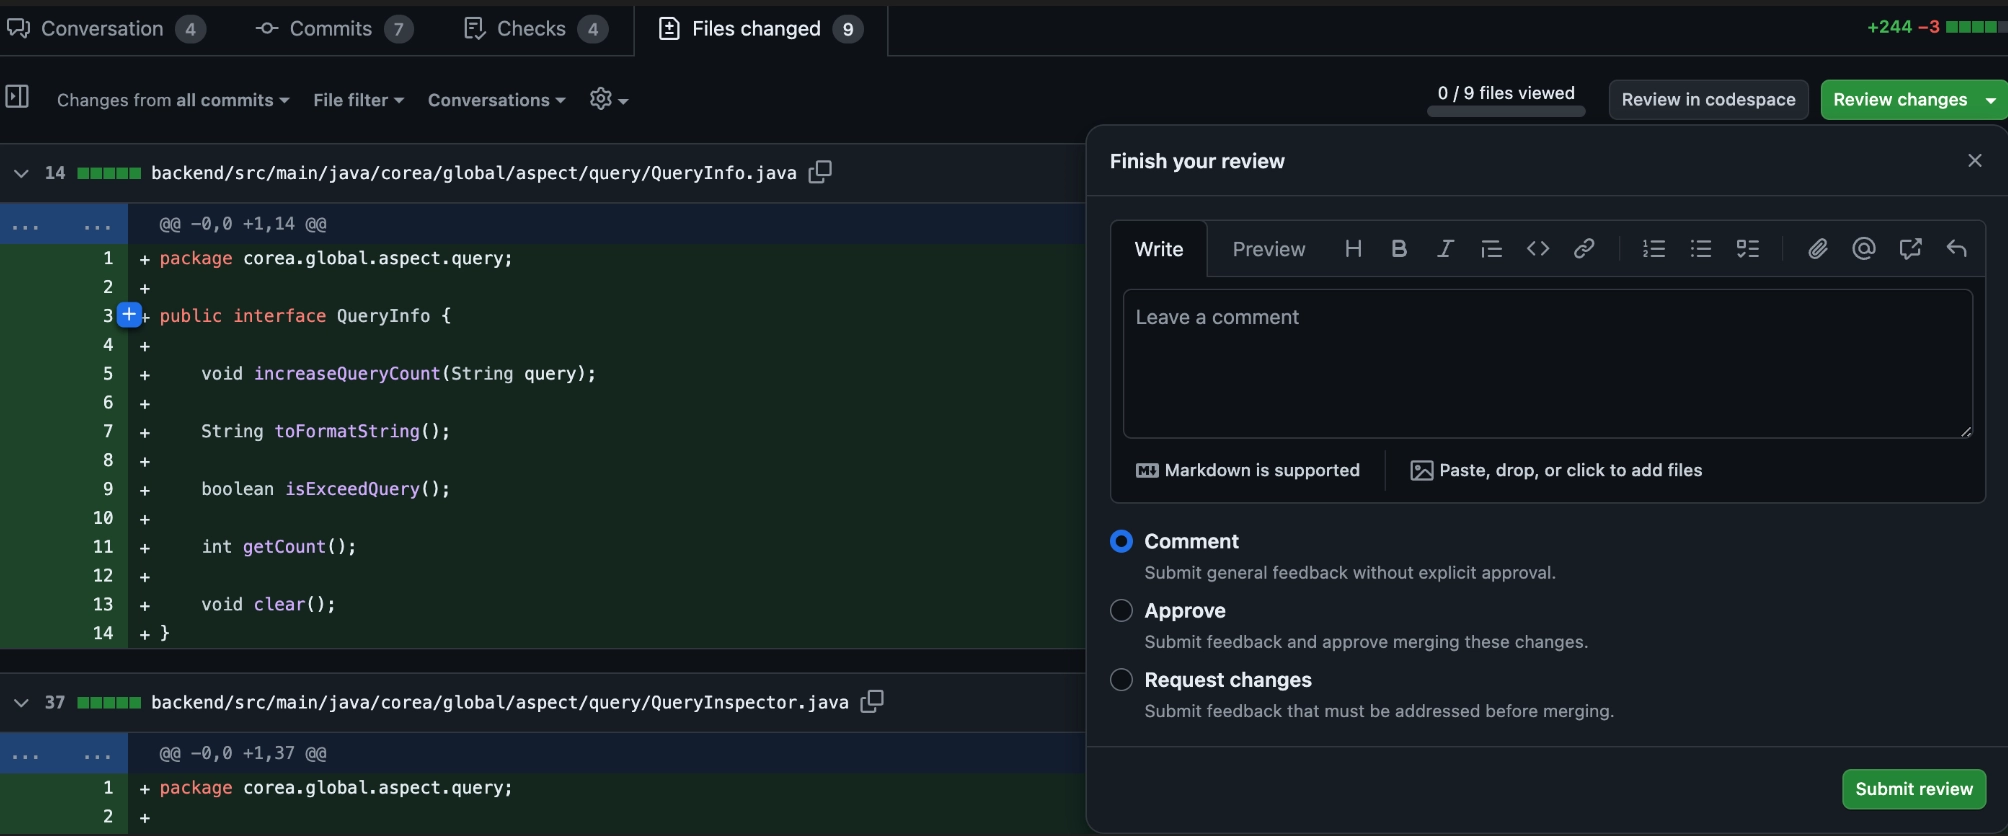 Conversation 4 Commits 7 Checks 4 Files changed 9 +244 −3
Changes from all commits File filter Conversations 0 / 9 files viewed Review in codespace Review changes
14 backend/src/main/java/corea/global/aspect/query/QueryInfo.java
... ... @@ −0,0 +1,14 @@
1 + package corea.global.aspect.query;
2 +
3 + public interface QueryInfo {
4 +
5 + void increaseQueryCount(String query);
6 +
7 + String toFormatString();
8 +
9 + boolean isExceedQuery();
10 +
11 + int getCount();
12 +
13 + void clear();
14 + }
37 backend/src/main/java/corea/global/aspect/query/QueryInspector.java
... ... @@ −0,0 +1,37 @@
1 + package corea.global.aspect.query;
2 +
Finish your review
Write Preview H B I
Leave a comment
Markdown is supported Paste, drop, or click to add files
Comment
Submit general feedback without explicit approval.
Approve
Submit feedback and approve merging these changes.
Request changes
Submit feedback that must be addressed before merging.
Submit review